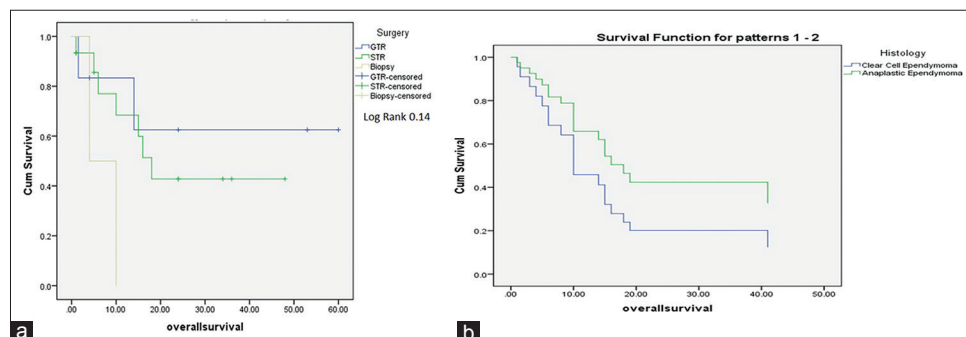 Surgery
GTR
STR
Biopsy
GTR-censored
STR-censored
Biopsy-censored
Log Rank 0.14
Cum Survival
1.0
0.8
0.6
0.4
0.2
0.0
.00 10.00 20.00 30.00 40.00 50.00 60.00
overallsurvival
a
Survival Function for patterns 1 - 2
Histology
Clear Cell Ependymoma
Anaplastic Ependymoma
Cum Survival
1.0
0.8
0.6
0.4
0.2
0.0
.00 10.00 20.00 30.00 40.00 50.00
overallsurvival
b